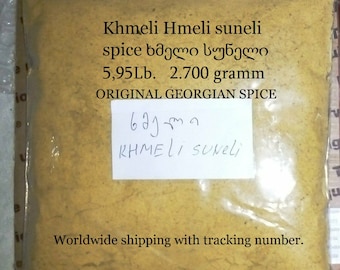 Khmeli Hmeli suneli
spice ხმელი სუნელი
5,95Lb. 2.700 gramm
ORIGINAL GEORGIAN SPICE
ხმელი
KHMELI SUNELI
Worldwide shipping with tracking number.